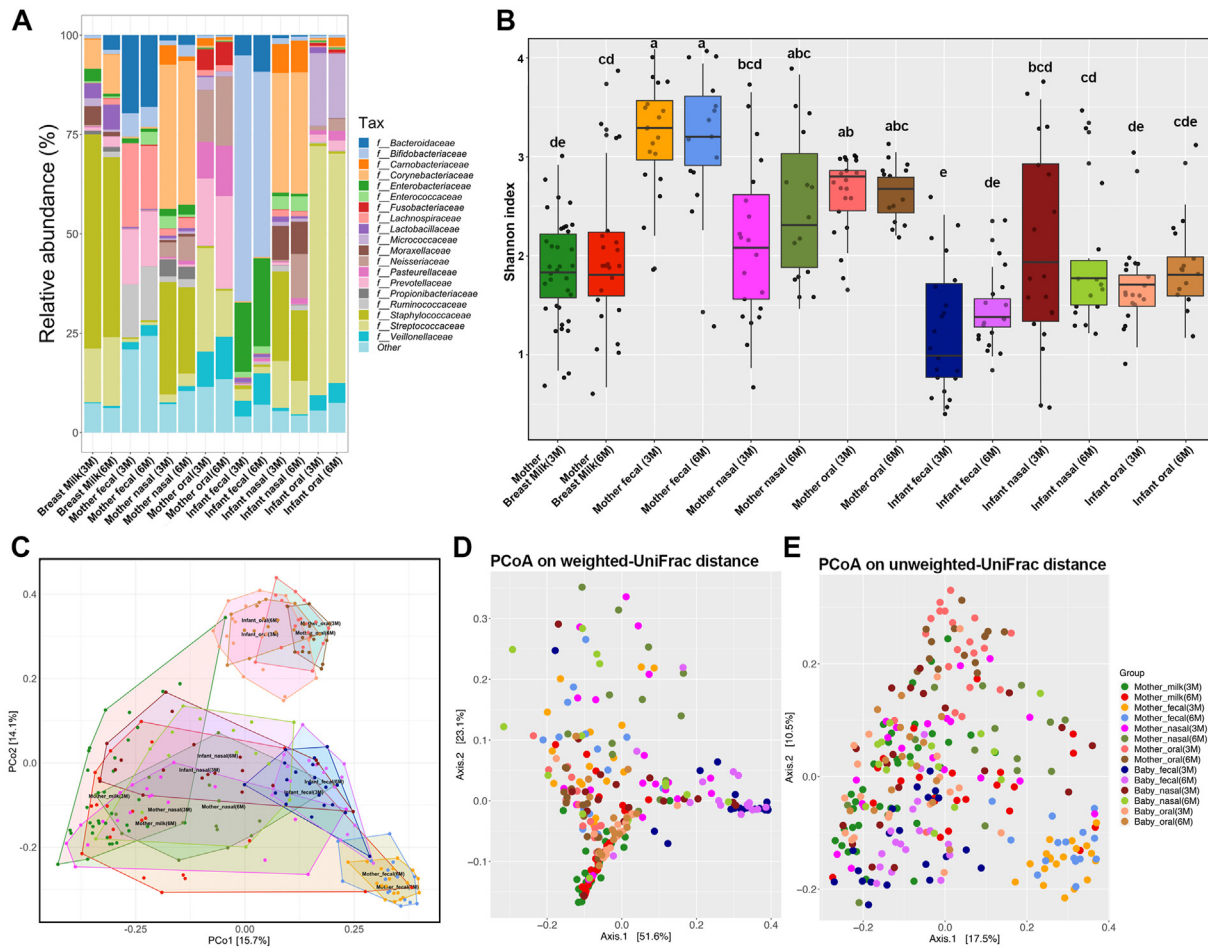 A
100
75
50
25
0
Relative abundance (%)
Breast Milk(3M)
Breast Milk (6M)
Mother fecal (3M)
Mother fecal (6M)
Mother nasal (3M)
Mother nasal (6M)
Mother oral(3M)
Mother oral(6M)
Infant fecal(3M)
Infant fecal(6M)
Infant nasal(3M)
Infant nasal(6M)
Infant oral(3M)
Infant oral(6M)
Tax
f__Bacteroidaceae
f__Bifidobacteriaceae
f__Carnobacteriaceae
f__Corynebacteriaceae
f__Enterobacteriaceae
f__Enterococcaceae
f__Fusobacteriaceae
f__Lachnospiraceae
f__Lactobacillaceae
f__Micrococcaceae
f__Moraxellaceae
f__Neisseriaceae
f__Pasteurellaceae
f__Prevotellaceae
f__Propionibacteriaceae
f__Ruminococcaceae
f__Staphylococcaceae
f__Streptococcaceae
f__Veillonellaceae
Other
B
4
3
2
1
Shannon index
de
cd
a
a
bcd
abc
ab
abc
e
de
bcd
cd
de
cde
Mother
Breast Milk(3M)
Mother
Breast Milk(6M)
Mother fecal (3M)
Mother fecal (6M)
Mother nasal (3M)
Mother nasal (6M)
Mother oral (3M)
Mother oral (6M)
Infant fecal (3M)
Infant fecal (6M)
Infant nasal (3M)
Infant nasal (6M)
Infant oral (3M)
Infant oral (6M)
C
0.4
0.2
0.0
-0.2
PCo2 [14.1%]
Infant_oral(6M)
Mother_oral(6M)
Infant_nasal(6M)
Infant_nasal(3M)
Mother_milk(3M)
Mother_nasal(3M)
Mother_nasal(6M)
Mother_milk(6M)
Infant_fecal(6M)
Infant_fecal(3M)
Mother_fecal(6M)
-0.25
0.00
0.25
PCo1 [15.7%]
D
PCoA on weighted-UniFrac distance
0.3
0.2
0.1
0.0
−0.1
Axis.2 [23.1%]
−0.2
0.0
0.2
0.4
Axis.1 [51.6%]
E
PCoA on unweighted-UniFrac distance
0.2
0.0
−0.2
Axis.2 [10.5%]
−0.2
0.0
0.2
0.4
Axis.1 [17.5%]
Group
Mother_milk(3M)
Mother_milk(6M)
Mother_fecal(3M)
Mother_fecal(6M)
Mother_nasal(3M)
Mother_nasal(6M)
Mother_oral(3M)
Mother_oral(6M)
Baby_fecal(3M)
Baby_fecal(6M)
Baby_nasal(3M)
Baby_nasal(6M)
Baby_oral(3M)
Baby_oral(6M)